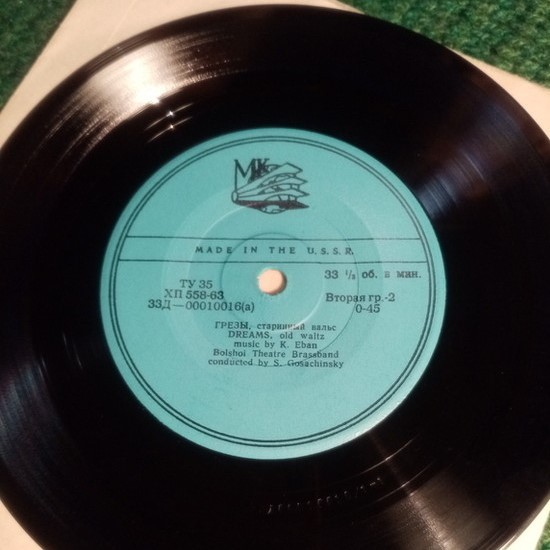 МК
MADE IN THE U.S.S.R.
ТУ 35
ХП 558-63
33Д—00010016(а)
33 ⅓ об. в мин.
Вторая гр.-2
0-45
ГРЕЗЫ, старинный вальс
DREAMS, old waltz
music by K. Eban
Bolshoi Theatre Brassband
conducted by S. Gosachinsky